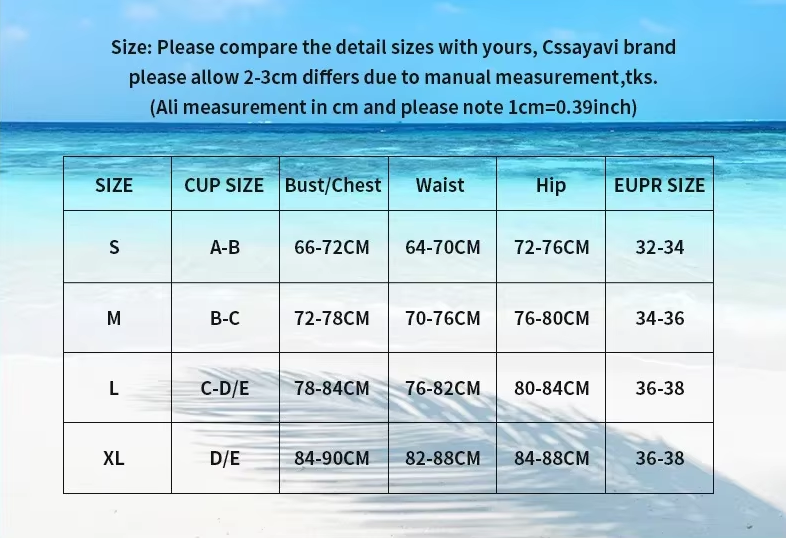 Size: Please compare the detail sizes with yours, Cssayavi brand
please allow 2-3cm differs due to manual measurement,tks.
(Ali measurement in cm and please note 1cm=0.39inch)
SIZE CUP SIZE Bust/Chest Waist Hip EUPR SIZE
S A-B 66-72CM 64-70CM 72-76CM 32-34
M B-C 72-78CM 70-76CM 76-80CM 34-36
L C-D/E 78-84CM 76-82CM 80-84CM 36-38
XL D/E 84-90CM 82-88CM 84-88CM 36-38